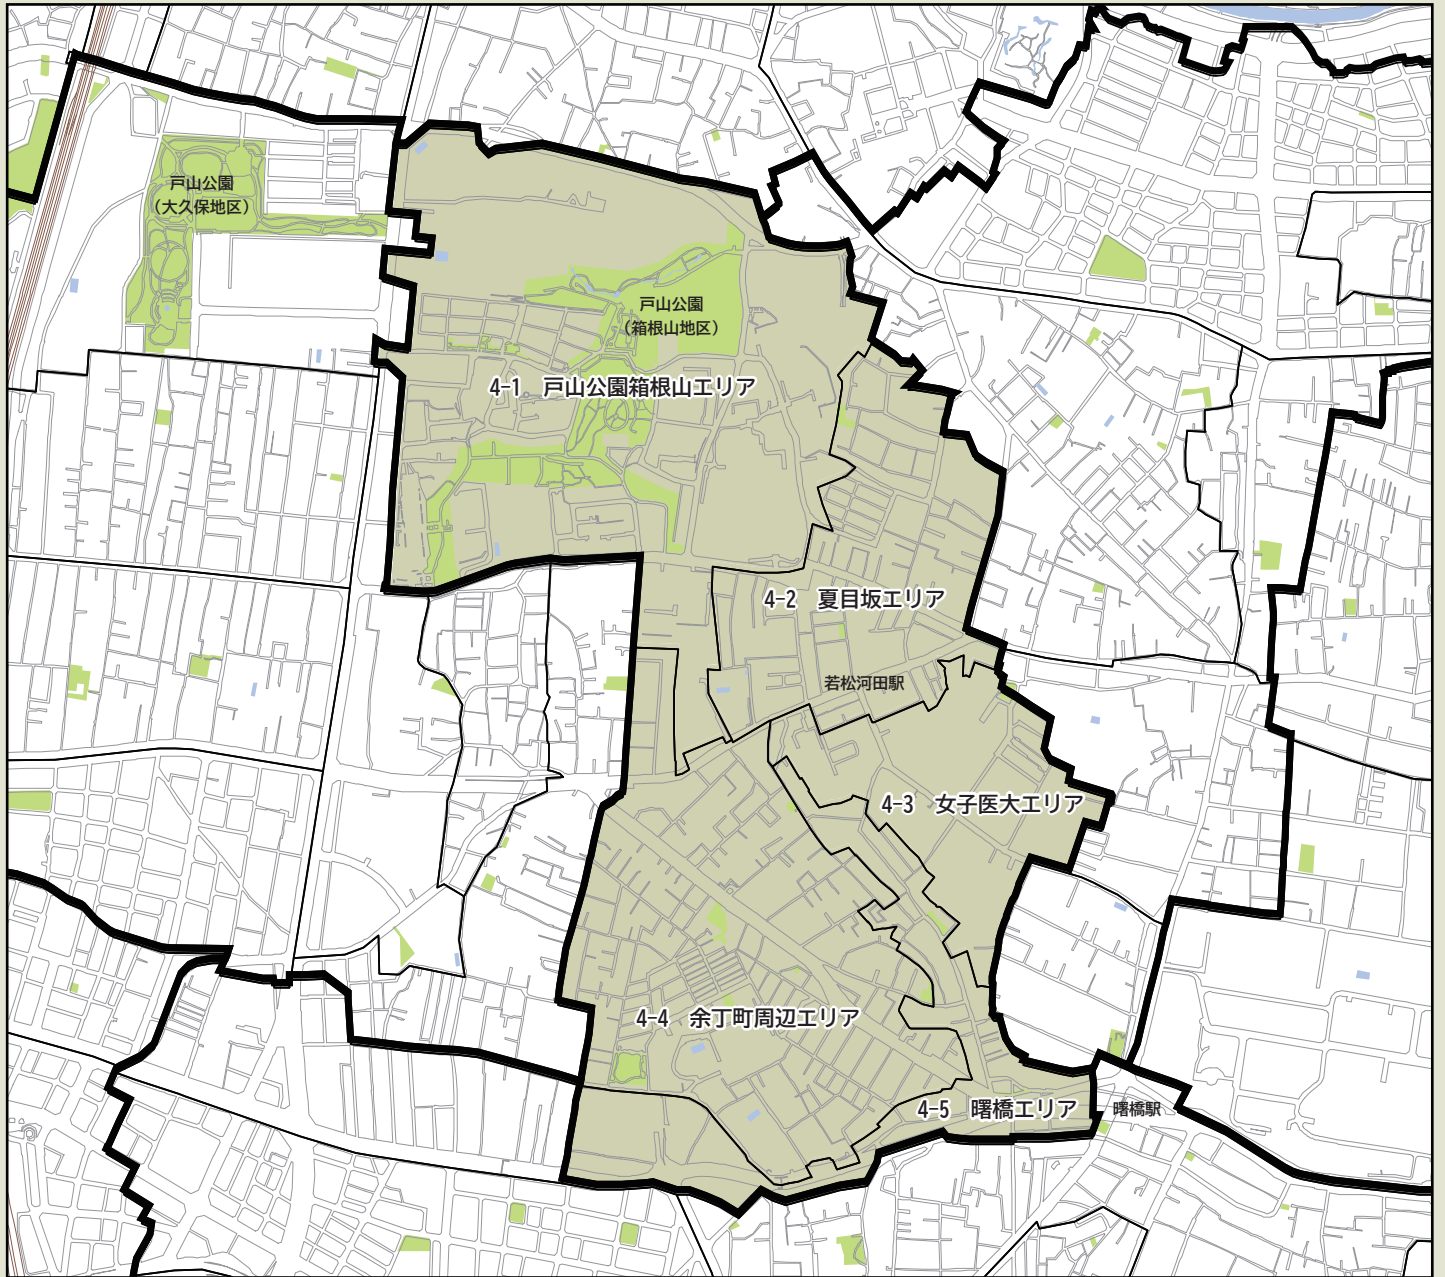 戸山公園
（大久保地区）
戸山公園
（箱根山地区）
4-1　戸山公園箱根山エリア
4-2　夏目坂エリア
若松河田駅
4-3　女子医大エリア
4-4　余丁町周辺エリア
4-5　曙橋エリア
曙橋駅